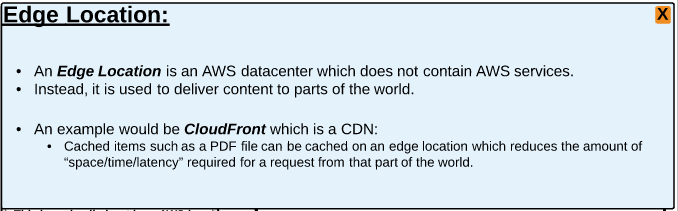 Edge Location:
X
• An Edge Location is an AWS datacenter which does not contain AWS services.
• Instead, it is used to deliver content to parts of the world.
• An example would be CloudFront which is a CDN:
• Cached items such as a PDF file can be cached on an edge location which reduces the amount of
“space/time/latency” required for a request from that part of the world.